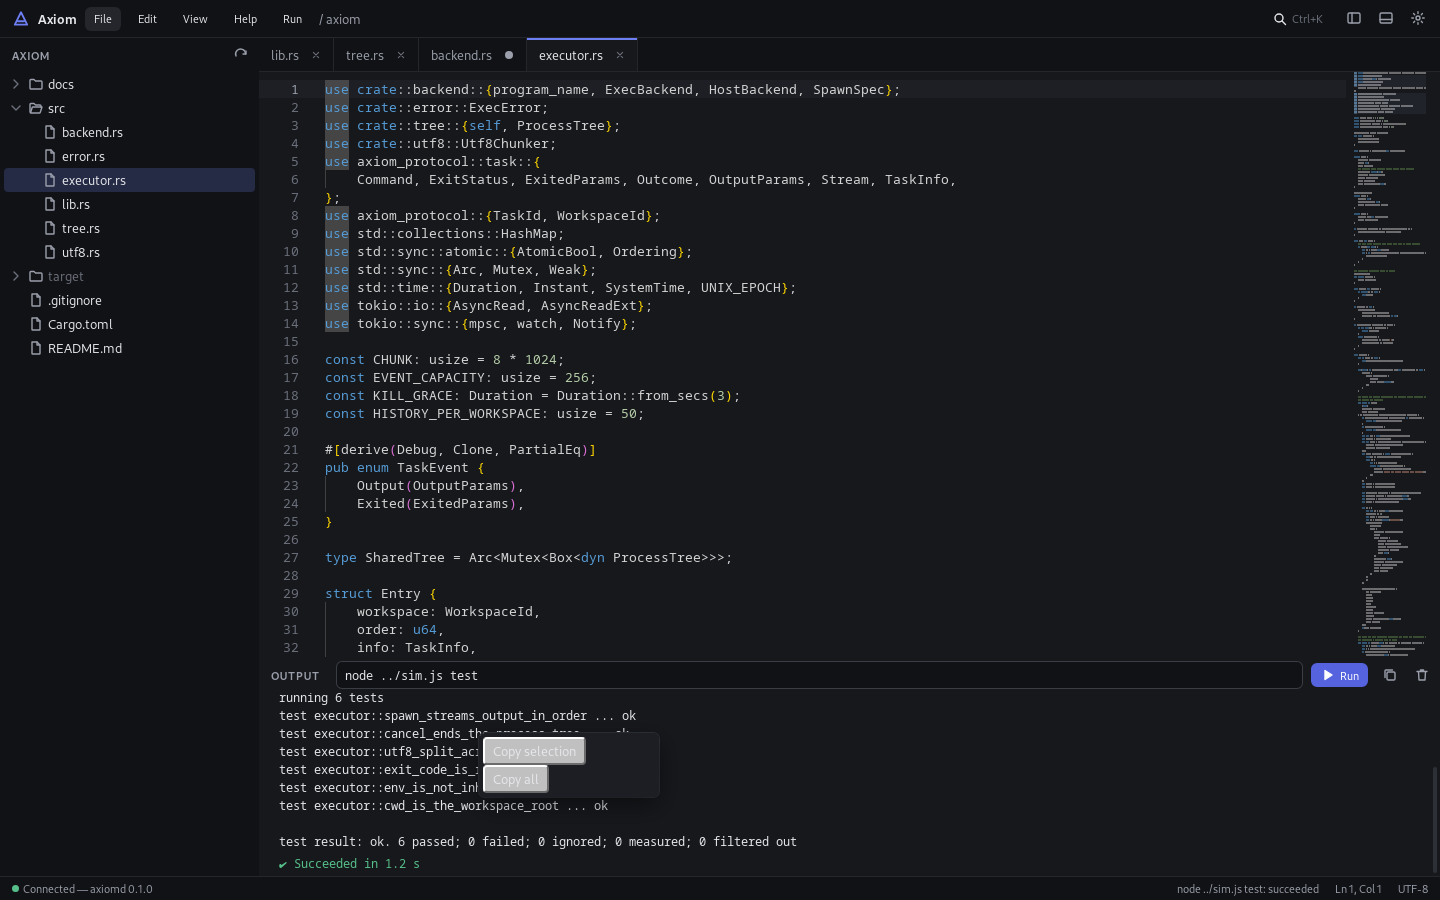 Axiom File Edit View Help Run / axiom Ctrl+K
AXIOM
docs
src
backend.rs
error.rs
executor.rs
lib.rs
tree.rs
utf8.rs
target
.gitignore
Cargo.toml
README.md
lib.rs tree.rs backend.rs executor.rs
1 use crate::backend::{program_name, ExecBackend, HostBackend, SpawnSpec};
2 use crate::error::ExecError;
3 use crate::tree::{self, ProcessTree};
4 use crate::utf8::Utf8Chunker;
5 use axiom_protocol::task::{
6 Command, ExitStatus, ExitedParams, Outcome, OutputParams, Stream, TaskInfo,
7 };
8 use axiom_protocol::{TaskId, WorkspaceId};
9 use std::collections::HashMap;
10 use std::sync::atomic::{AtomicBool, Ordering};
11 use std::sync::{Arc, Mutex, Weak};
12 use std::time::{Duration, Instant, SystemTime, UNIX_EPOCH};
13 use tokio::io::{AsyncRead, AsyncReadExt};
14 use tokio::sync::{mpsc, watch, Notify};
15
16 const CHUNK: usize = 8 * 1024;
17 const EVENT_CAPACITY: usize = 256;
18 const KILL_GRACE: Duration = Duration::from_secs(3);
19 const HISTORY_PER_WORKSPACE: usize = 50;
20
21 #[derive(Debug, Clone, PartialEq)]
22 pub enum TaskEvent {
23 Output(OutputParams),
24 Exited(ExitedParams),
25 }
26
27 type SharedTree = Arc<Mutex<Box<dyn ProcessTree>>>;
28
29 struct Entry {
30 workspace: WorkspaceId,
31 order: u64,
32 info: TaskInfo,
OUTPUT node ../sim.js test Run
running 6 tests
test executor::spawn_streams_output_in_order ... ok
test executor::cancel_ends_the_process_tree ... ok
test executor::utf8_split_ac
test executor::exit_code_is_
test executor::env_is_not_in
test executor::cwd_is_the_workspace_root ... ok
Copy selection
Copy all
test result: ok. 6 passed; 0 failed; 0 ignored; 0 measured; 0 filtered out
✔ Succeeded in 1.2 s
Connected — axiomd 0.1.0 node ../sim.js test: succeeded Ln 1, Col 1 UTF-8